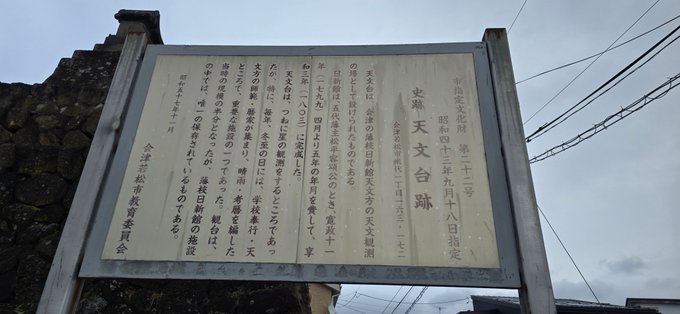 市指定文化財　第二十二号
昭和四十三年九月十八日指定
史跡　天文台跡
会津若松市米代一丁目一六三・一七二
天文台は、会津の藩校日新館天文方の天文観測
の場として設けられたものである。
日新館は、五代藩主松平容頌公のとき、寛政十一
年（一七九九）四月より五年の年月を費して、享
和三年（一八〇三）に完成した。
天文台は、つねに星の観測をするところであっ
たが、特に、毎年、冬至の日には、学校奉行・天
文方の師範・暦家が集まり、晴雨・考暦を編した
ところで、重要な施設の一つであった。観台は、
当時の規模の半分となったが、藩校日新館の施設
の中では、唯一の保存されているものである。
昭和五十七年十一月
会津若松市教育委員会